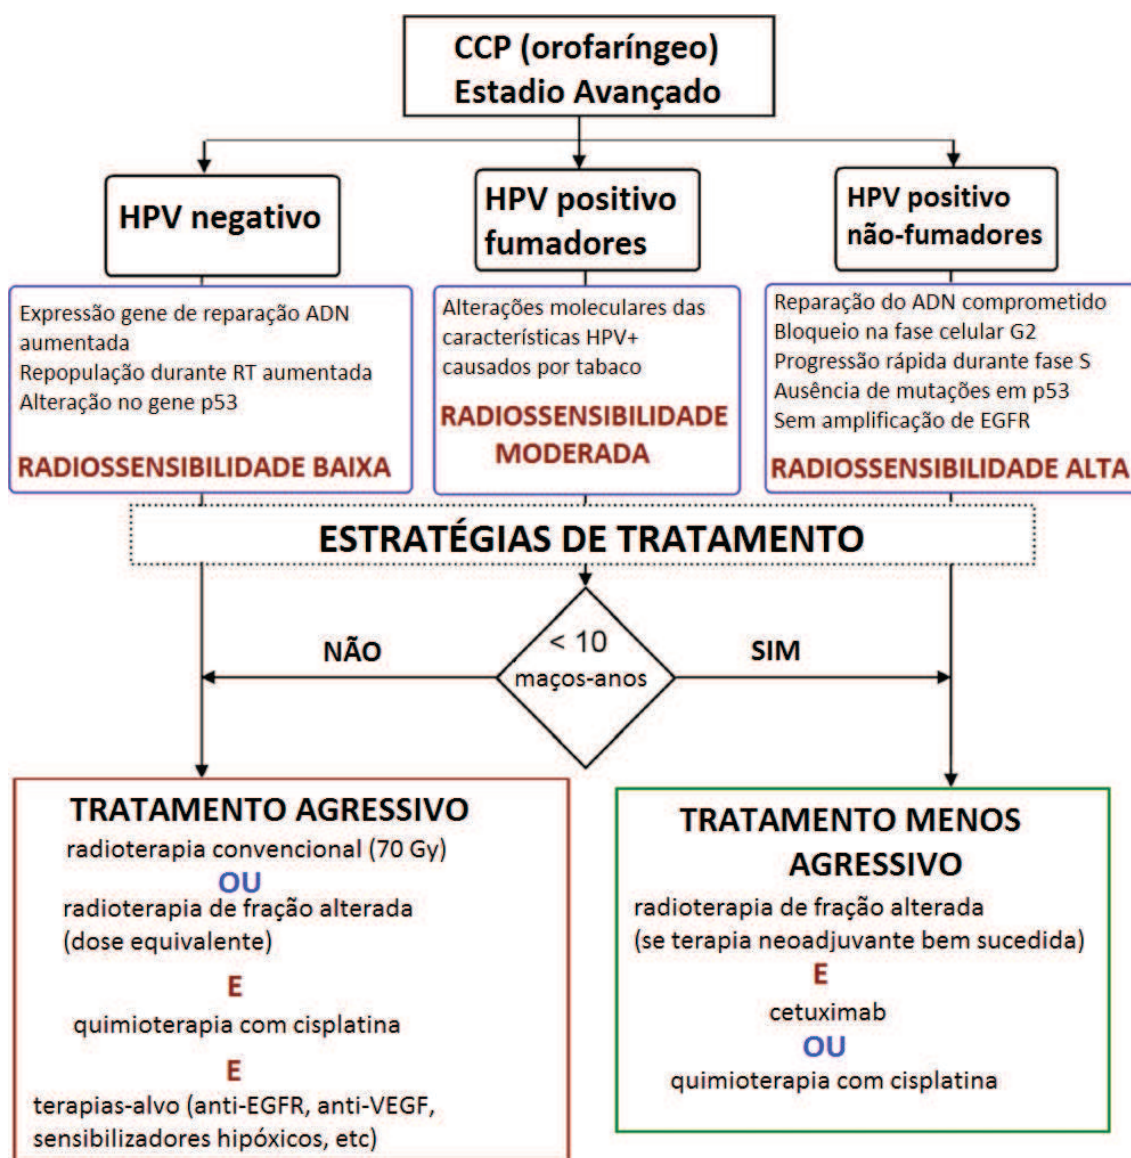 CCP (orofaríngeo)
Estadio Avançado
HPV negativo
HPV positivo
fumadores
HPV positivo
não-fumadores
Expressão gene de reparação ADN
aumentada
Repopulação durante RT aumentada
Alteração no gene p53
RADIOSSENSIBILIDADE BAIXA
Alterações moleculares das
características HPV+
causados por tabaco
RADIOSSENSIBILIDADE
MODERADA
Reparação do ADN comprometido
Bloqueio na fase celular G2
Progressão rápida durante fase S
Ausência de mutações em p53
Sem amplificação de EGFR
RADIOSSENSIBILIDADE ALTA
ESTRATÉGIAS DE TRATAMENTO
< 10
maços-anos
NÃO
SIM
TRATAMENTO AGRESSIVO
radioterapia convencional (70 Gy)
OU
radioterapia de fração alterada
(dose equivalente)
E
quimioterapia com cisplatina
E
terapias-alvo (anti-EGFR, anti-VEGF,
sensibilizadores hipóxicos, etc)
TRATAMENTO MENOS
AGRESSIVO
radioterapia de fração alterada
(se terapia neoadjuvante bem sucedida)
E
cetuximab
OU
quimioterapia com cisplatina